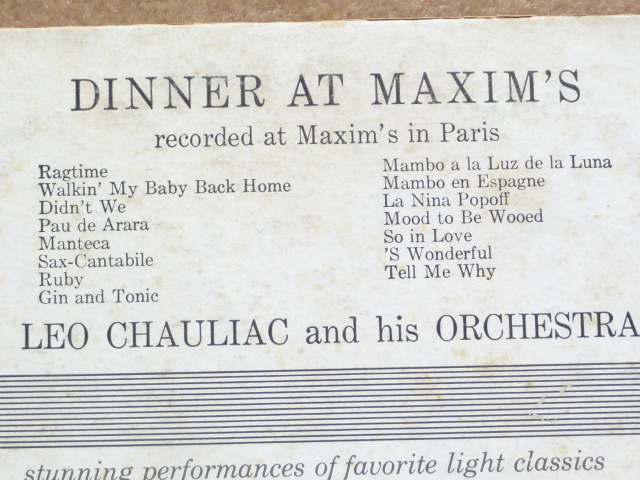 DINNER AT MAXIM'S
recorded at Maxim's in Paris
Ragtime
Walkin' My Baby Back Home
Didn't We
Pau de Arara
Manteca
Sax-Cantabile
Ruby
Gin and Tonic
Mambo a la Luz de la Luna
Mambo en Espagne
La Nina Popoff
Mood to Be Wooed
So in Love
'S Wonderful
Tell Me Why
LEO CHAULIAC and his ORCHESTRA
stunning performances of favorite light classics